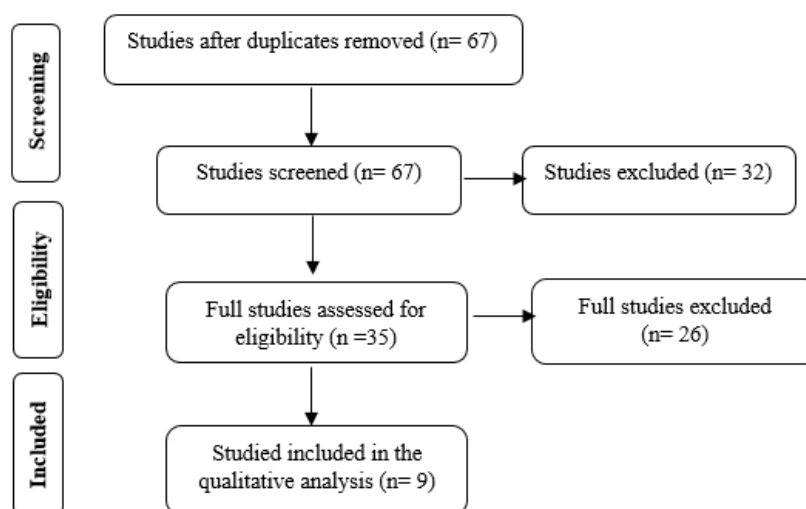 Screening
Studies after duplicates removed (n= 67)
Studies screened (n= 67)
Studies excluded (n= 32)
Eligibility
Full studies assessed for
eligibility (n =35)
Full studies excluded
(n= 26)
Included
Studied included in the
qualitative analysis (n= 9)